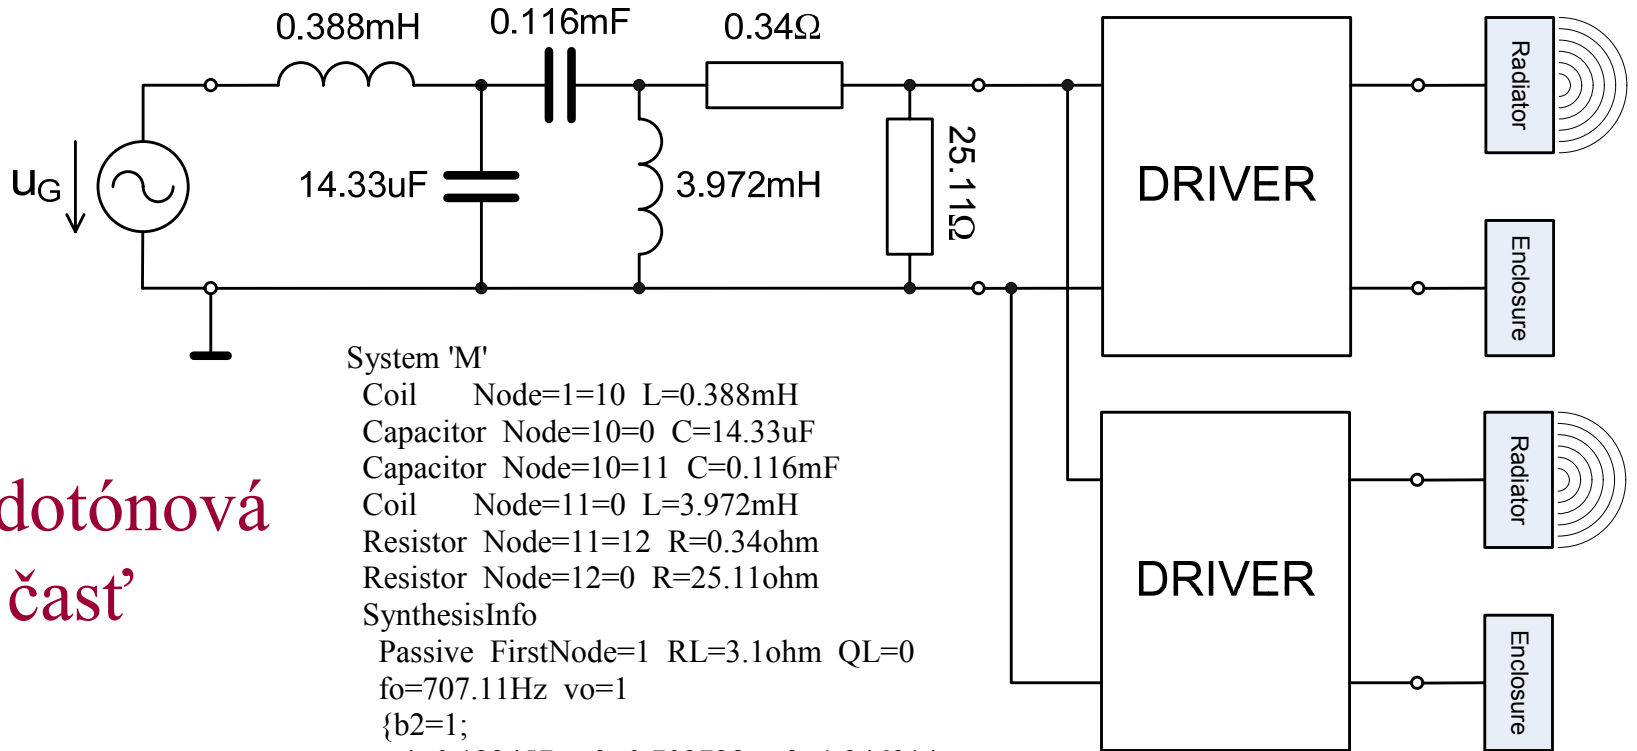 0.388mH
0.116mF
0.34Ω
uG
14.33uF
3.972mH
25.11Ω
DRIVER
Radiator
Enclosure
DRIVER
Radiator
Enclosure
dotónová
časť
System 'M'
Coil Node=1=10 L=0.388mH
Capacitor Node=10=0 C=14.33uF
Capacitor Node=10=11 C=0.116mF
Coil Node=11=0 L=3.972mH
Resistor Node=11=12 R=0.34ohm
Resistor Node=12=0 R=25.11ohm
SynthesisInfo
Passive FirstNode=1 RL=3.1ohm QL=0
fo=707.11Hz vo=1
{b2=1;